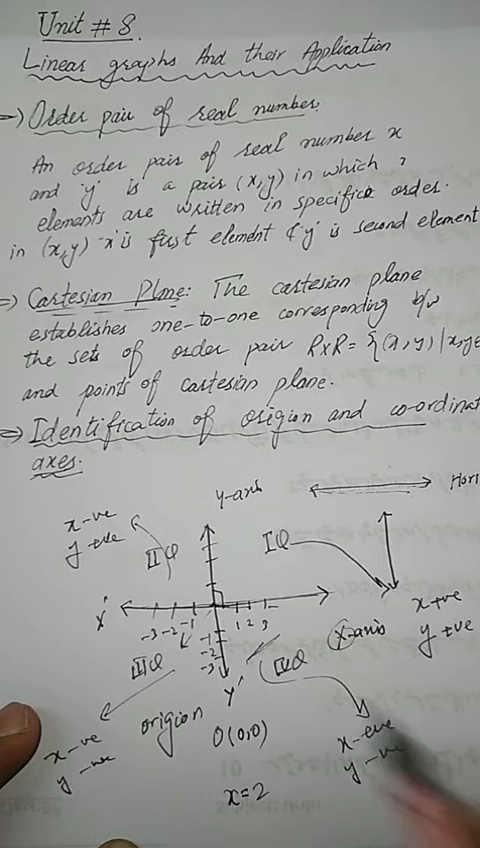 Unit # 8.
Linear graphs And their Application
⇒ Order pair of real number:
An order pair of real number x
and 'y' is a pair (x,y) in which
elements are written in specific order.
in (x,y) 'x' is first element & 'y' is second element
⇒ Cartesian Plane: The cartesian plane
establishes one-to-one corresponding b/w
the sets of order pair R×R = {(x,y) | x,y ∈
and points of cartesian plane.
⇒ Identification of origion and co-ordinat
axes.
Y-axis
Hori
x -ve
y +ve
II Q
I Q
X'
-3 -2 -1
1 2 3
X-axis
x +ve
y +ve
-1
-2
-3
III Q
IV Q
Y'
x -ve
y -ve
origion
O(0,0)
x +ve
y -ve
x=2